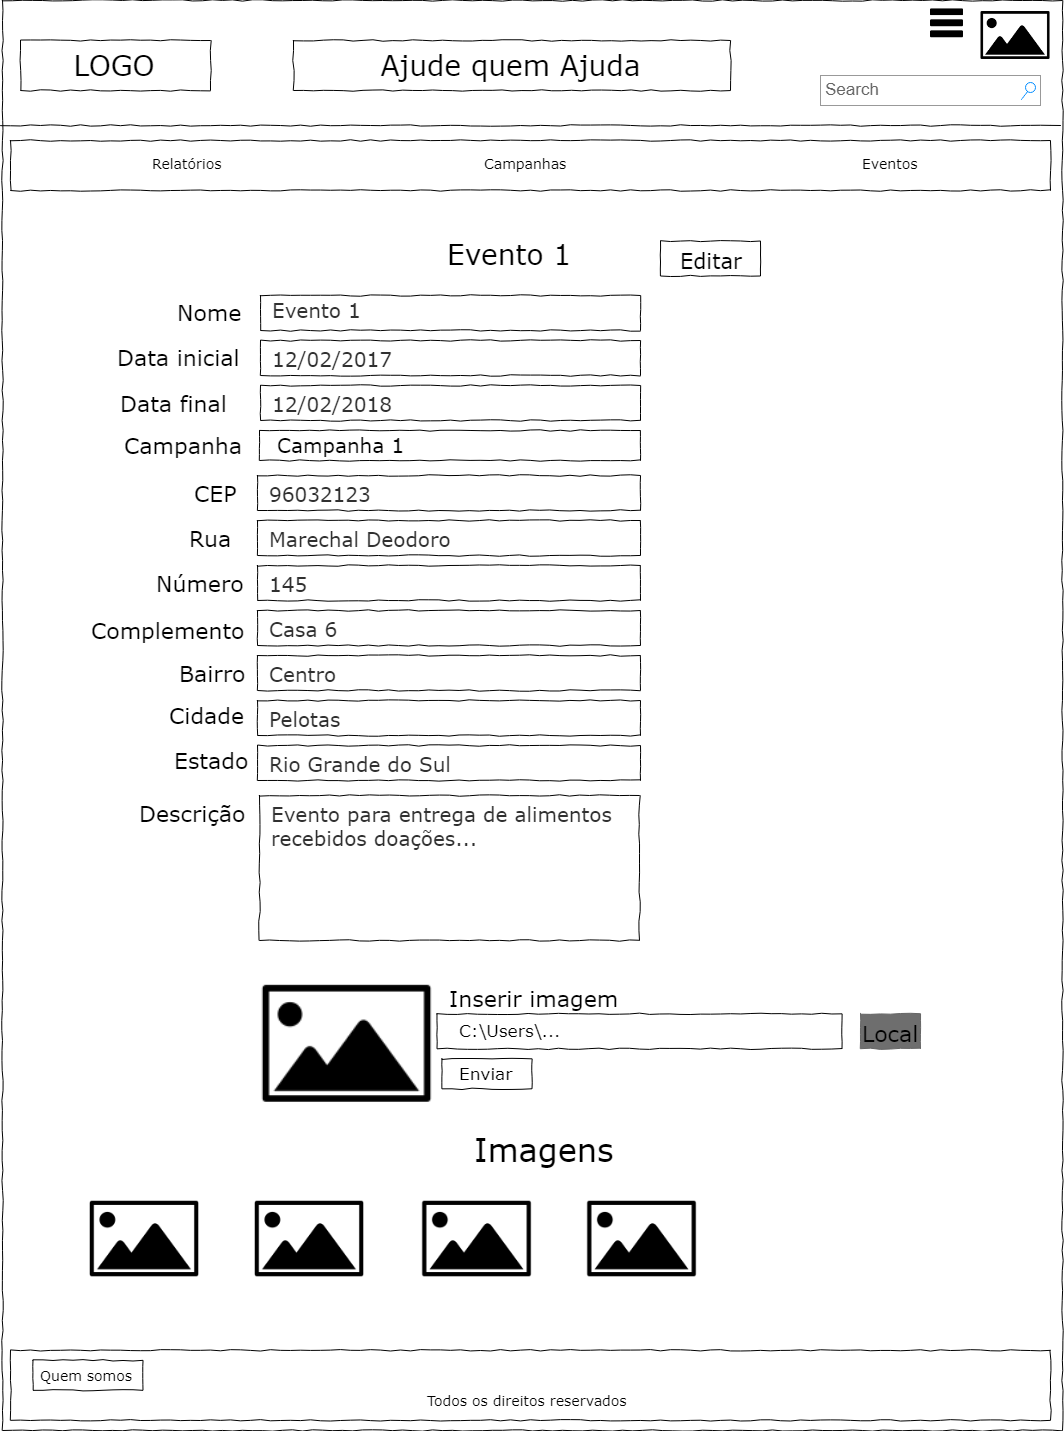 LOGO
Ajude quem Ajuda
Search
Relatórios
Campanhas
Eventos
Evento 1
Editar
Nome
Evento 1
Data inicial
12/02/2017
Data final
12/02/2018
Campanha
Campanha 1
CEP
96032123
Rua
Marechal Deodoro
Número
145
Complemento
Casa 6
Bairro
Centro
Cidade
Pelotas
Estado
Rio Grande do Sul
Descrição
Evento para entrega de alimentos
recebidos doações...
Inserir imagem
C:\Users\...
Local
Enviar
Imagens
Quem somos
Todos os direitos reservados